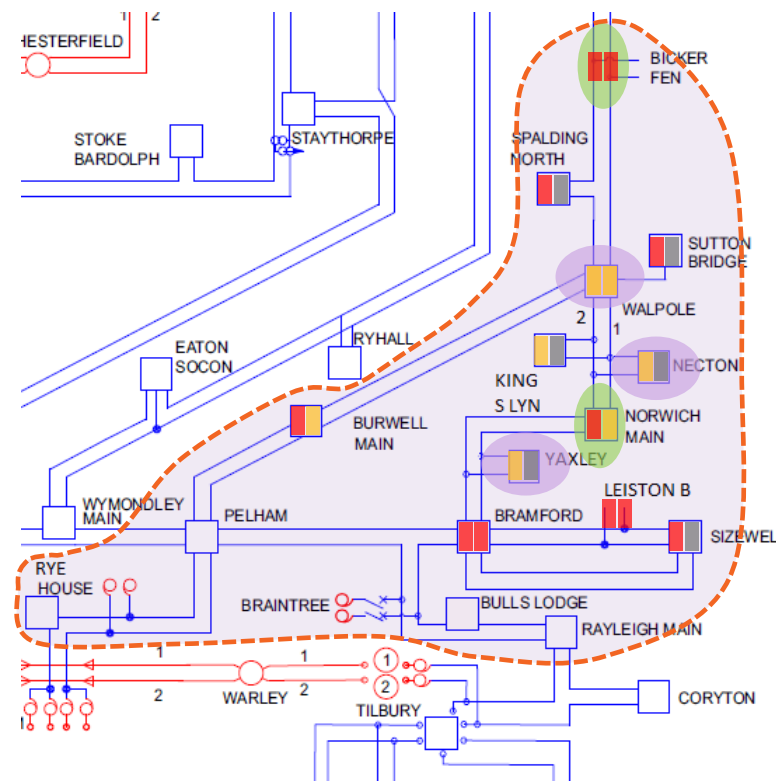 1 2
HESTERFIELD
BICKER
FEN
STOKE
BARDOLPH
STAYTHORPE
SPALDING
NORTH
SUTTON
BRIDGE
WALPOLE
2
1
RYHALL
EATON
SOCON
NECTON
KING
S LYN
BURWELL
MAIN
NORWICH
MAIN
YAXLEY
LEISTON B
WYMONDLEY
MAIN
PELHAM
BRAMFORD
SIZEWEL
RYE
HOUSE
BRAINTREE
BULLS LODGE
RAYLEIGH MAIN
1 1 1
2 2 2
WARLEY
CORYTON
TILBURY